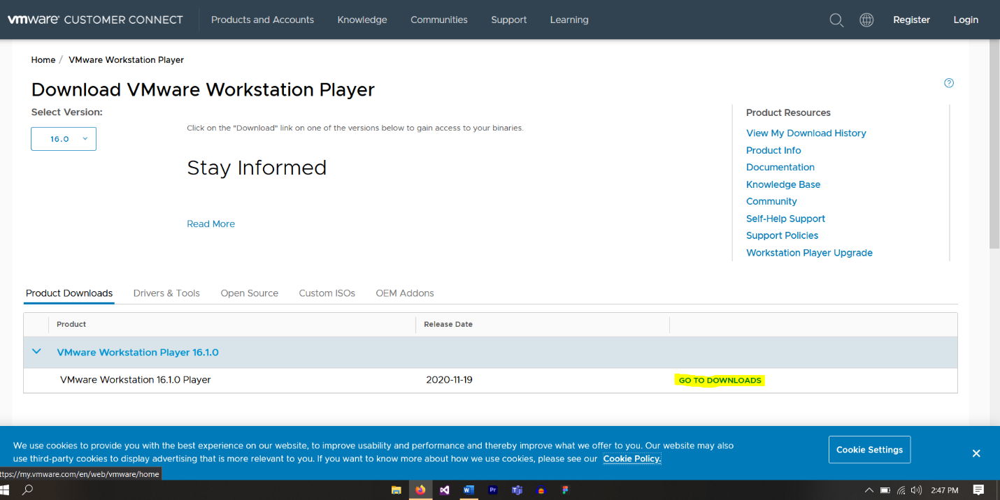 vmware® CUSTOMER CONNECT
Products and Accounts
Knowledge
Communities
Support
Learning
Register
Login
Home / VMware Workstation Player
Download VMware Workstation Player
Select Version:
16.0
Click on the "Download" link on one of the versions below to gain access to your binaries.
Stay Informed
Read More
Product Resources
View My Download History
Product Info
Documentation
Knowledge Base
Community
Self-Help Support
Support Policies
Workstation Player Upgrade
Product Downloads
Drivers & Tools
Open Source
Custom ISOs
OEM Addons
Product
Release Date
VMware Workstation Player 16.1.0
VMware Workstation 16.1.0 Player
2020-11-19
GO TO DOWNLOADS
We use cookies to provide you with the best experience on our website, to improve usability and performance and thereby improve what we offer to you. Our website may also
use third-party cookies to display advertising that is more relevant to you. If you want to know more about how we use cookies, please see our Cookie Policy.
Cookie Settings
ttps://my.vmware.com/en/web/vmware/home
W
Pr
2:47 PM